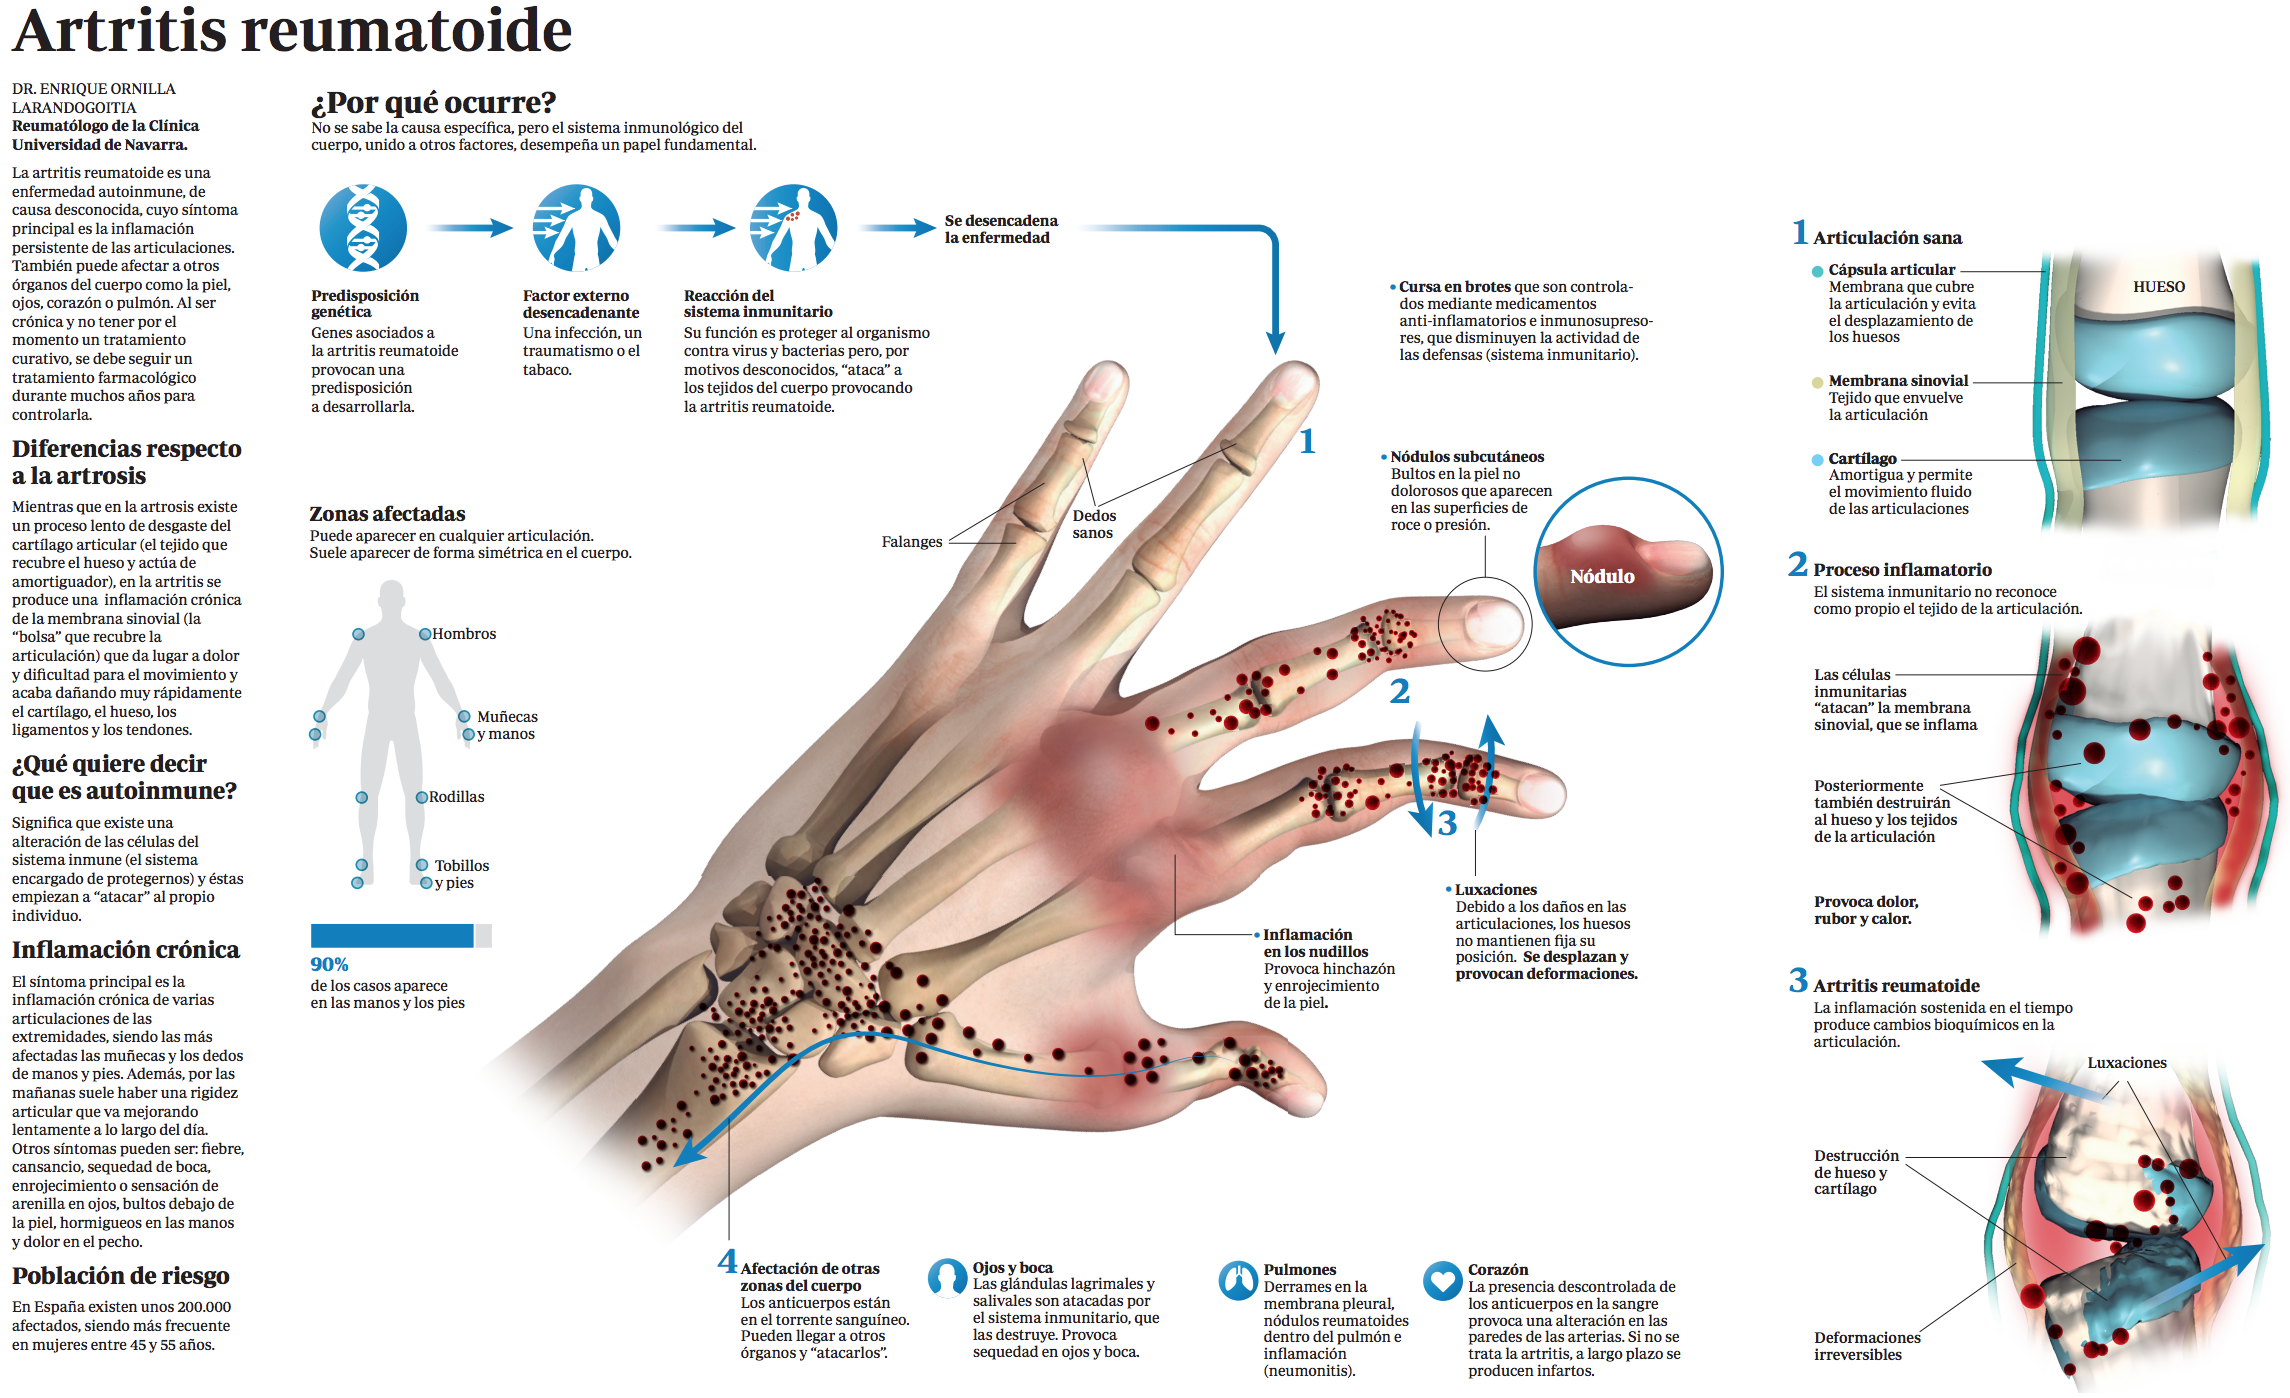 Artritis reumatoide
DR. ENRIQUE ORNILLA
LARANDOGOITIA
Reumatólogo de la Clínica
Universidad de Navarra.
La artritis reumatoide es una
enfermedad autoinmune, de
causa desconocida, cuyo síntoma
principal es la inflamación
persistente de las articulaciones.
También puede afectar a otros
órganos del cuerpo como la piel,
ojos, corazón o pulmón. Al ser
crónica y no tener por el
momento un tratamiento
curativo, se debe seguir un
tratamiento farmacológico
durante muchos años para
controlarla.
Diferencias respecto
a la artrosis
Mientras que en la artrosis existe
un proceso lento de desgaste del
cartílago articular (el tejido que
recubre el hueso y actúa de
amortiguador), en la artritis se
produce una inflamación crónica
de la membrana sinovial (la
“bolsa” que recubre la
articulación) que da lugar a dolor
y dificultad para el movimiento y
acaba dañando muy rápidamente
el cartílago, el hueso, los
ligamentos y los tendones.
¿Qué quiere decir
que es autoinmune?
Significa que existe una
alteración de las células del
sistema inmune (el sistema
encargado de protegernos) y éstas
empiezan a “atacar” al propio
individuo.
Inflamación crónica
El síntoma principal es la
inflamación crónica de varias
articulaciones de las
extremidades, siendo las más
afectadas las muñecas y los dedos
de manos y pies. Además, por las
mañanas suele haber una rigidez
articular que va mejorando
lentamente a lo largo del día.
Otros síntomas pueden ser: fiebre,
cansancio, sequedad de boca,
enrojecimiento o sensación de
arenilla en ojos, bultos debajo de
la piel, hormigueos en las manos
y dolor en el pecho.
Población de riesgo
En España existen unos 200.000
afectados, siendo más frecuente
en mujeres entre 45 y 55 años.
¿Por qué ocurre?
No se sabe la causa específica, pero el sistema inmunológico del
cuerpo, unido a otros factores, desempeña un papel fundamental.
Predisposición
genética
Genes asociados a
la artritis reumatoide
provocan una
predisposición
a desarrollarla.
Factor externo
desencadenante
Una infección, un
traumatismo o el
tabaco.
Reacción del
sistema inmunitario
Su función es proteger al organismo
contra virus y bacterias pero, por
motivos desconocidos, “ataca” a
los tejidos del cuerpo provocando
la artritis reumatoide.
Se desencadena
la enfermedad
Zonas afectadas
Puede aparecer en cualquier articulación.
Suele aparecer de forma simétrica en el cuerpo.
Hombros
Muñecas
y manos
Rodillas
Tobillos
y pies
90%
de los casos aparece
en las manos y los pies
Falanges
Dedos
sanos
1
2
3
• Cursa en brotes que son controla-
dos mediante medicamentos
anti-inflamatorios e inmunosupreso-
res, que disminuyen la actividad de
las defensas (sistema inmunitario).
• Nódulos subcutáneos
Bultos en la piel no
dolorosos que aparecen
en las superficies de
roce o presión.
Nódulo
• Luxaciones
Debido a los daños en las
articulaciones, los huesos
no mantienen fija su
posición. Se desplazan y
provocan deformaciones.
• Inflamación
en los nudillos
Provoca hinchazón
y enrojecimiento
de la piel.
4 Afectación de otras
zonas del cuerpo
Los anticuerpos están
en el torrente sanguíneo.
Pueden llegar a otros
órganos y “atacarlos”.
Ojos y boca
Las glándulas lagrimales y
salivales son atacadas por
el sistema inmunitario, que
las destruye. Provoca
sequedad en ojos y boca.
Pulmones
Derrames en la
membrana pleural,
nódulos reumatoides
dentro del pulmón e
inflamación
(neumonitis).
Corazón
La presencia descontrolada de
los anticuerpos en la sangre
provoca una alteración en las
paredes de las arterias. Si no se
trata la artritis, a largo plazo se
producen infartos.
1 Articulación sana
Cápsula articular
Membrana que cubre
la articulación y evita
el desplazamiento de
los huesos
HUESO
Membrana sinovial
Tejido que envuelve
la articulación
Cartílago
Amortigua y permite
el movimiento fluido
de las articulaciones
2 Proceso inflamatorio
El sistema inmunitario no reconoce
como propio el tejido de la articulación.
Las células
inmunitarias
“atacan” la membrana
sinovial, que se inflama
Posteriormente
también destruirán
al hueso y los tejidos
de la articulación
Provoca dolor,
rubor y calor.
3 Artritis reumatoide
La inflamación sostenida en el tiempo
produce cambios bioquímicos en la
articulación.
Luxaciones
Destrucción
de hueso y
cartílago
Deformaciones
irreversibles